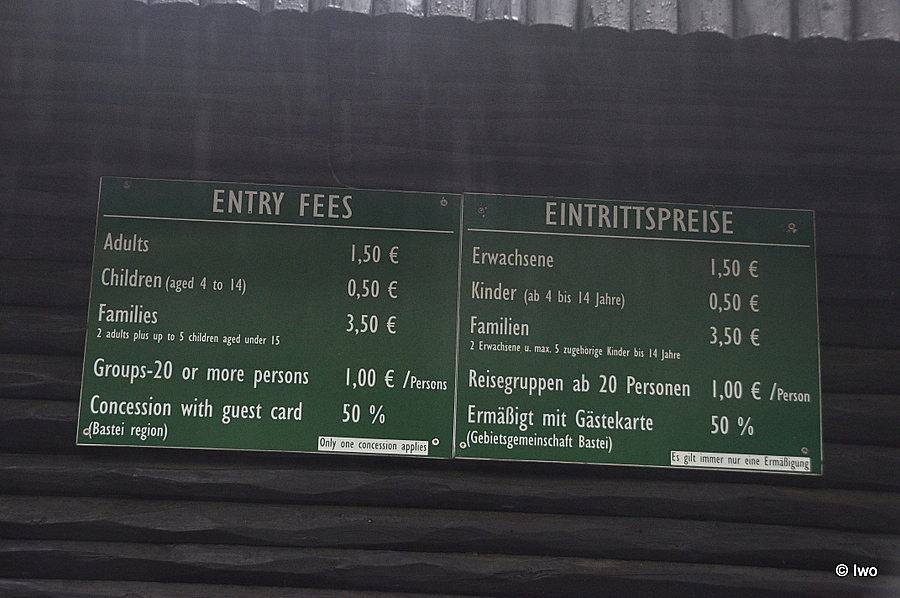 ENTRY FEES
Adults 1,50 €
Children (aged 4 to 14) 0,50 €
Families 3,50 €
2 adults plus up to 5 children aged under 15
Groups-20 or more persons 1,00 € /Persons
Concession with guest card 50 %
(Bastei region)
Only one concession applies
EINTRITTSPREISE
Erwachsene 1,50 €
Kinder (ab 4 bis 14 Jahre) 0,50 €
Familien 3,50 €
2 Erwachsene u. max. 5 zugehörige Kinder bis 14 Jahre
Reisegruppen ab 20 Personen 1,00 € /Person
Ermäßigt mit Gästekarte 50 %
(Gebietsgemeinschaft Bastei)
Es gilt immer nur eine Ermäßigung
© Iwo